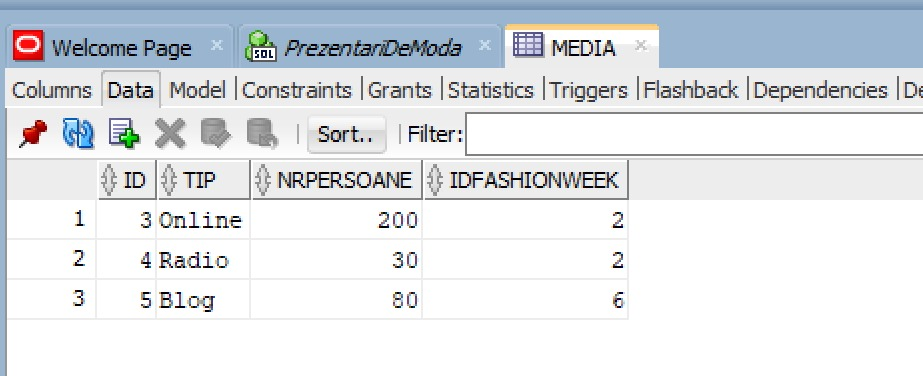 Welcome Page PrezentariDeModa MEDIA
Columns Data Model Constraints Grants Statistics Triggers Flashback Dependencies De
Sort.. Filter:
ID TIP NRPERSOANE IDFASHIONWEEK
1 3 Online 200 2
2 4 Radio 30 2
3 5 Blog 80 6